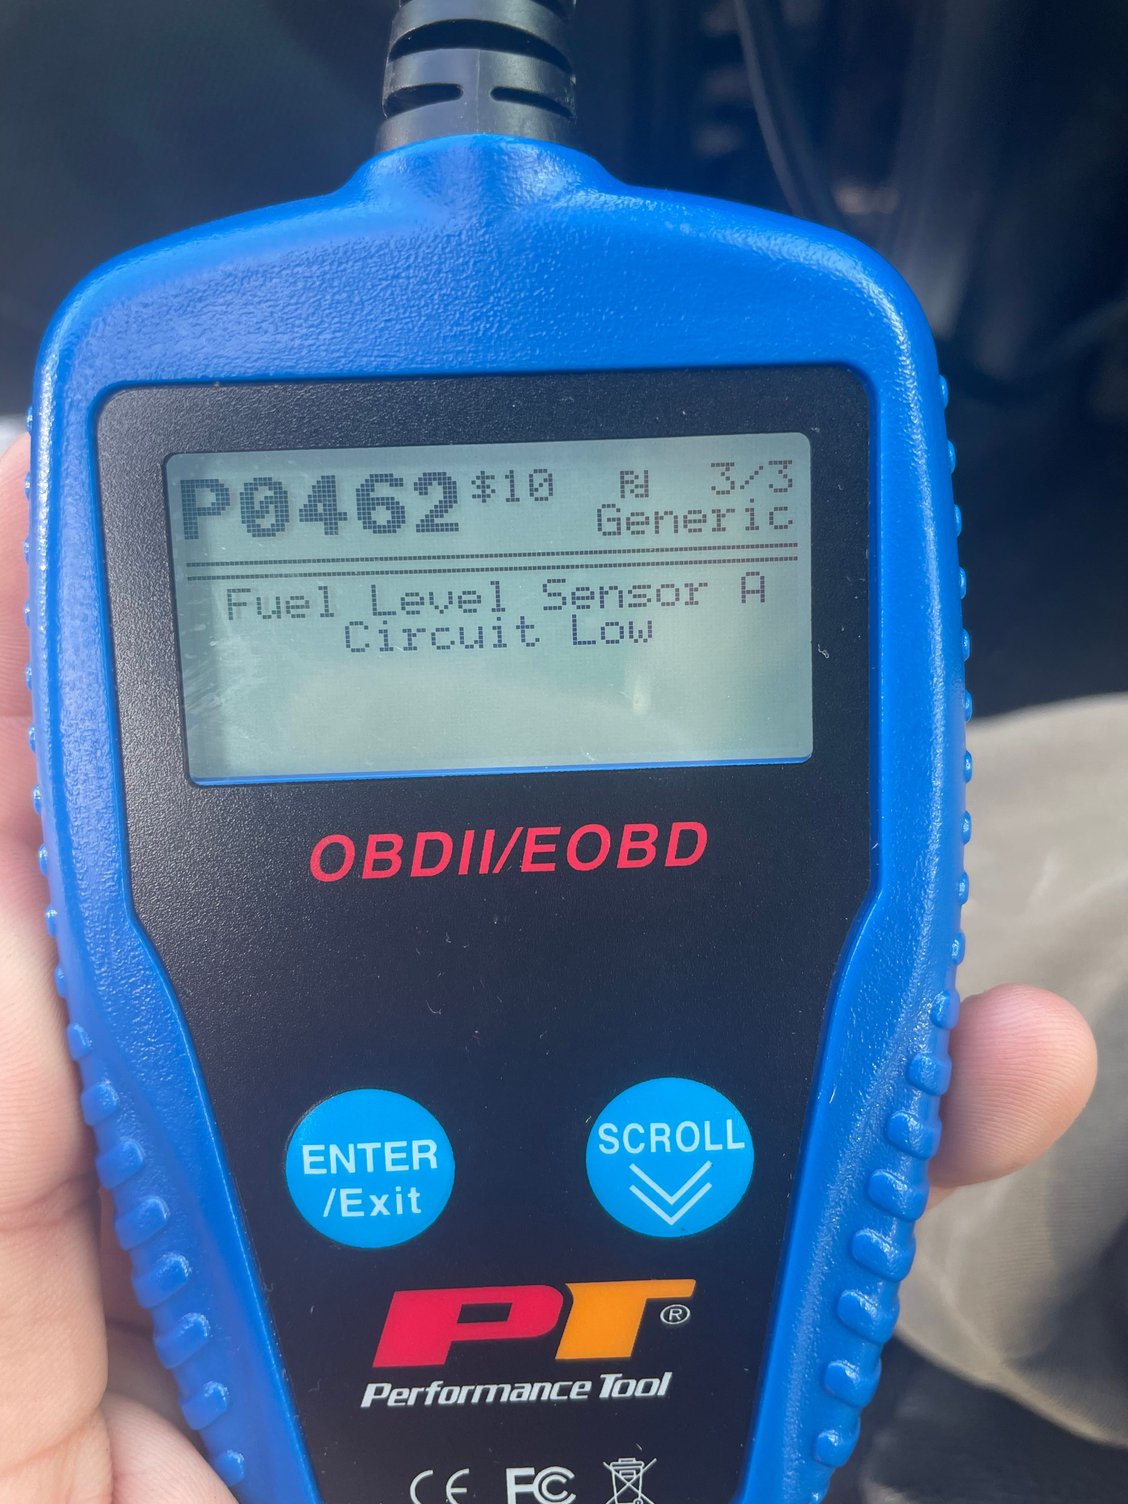 P0462 $10 Pd 3/3
Generic
Fuel Level Sensor A
Circuit Low
OBDII/EOBD
ENTER
/Exit
SCROLL
PT®
Performance Tool
CE FC